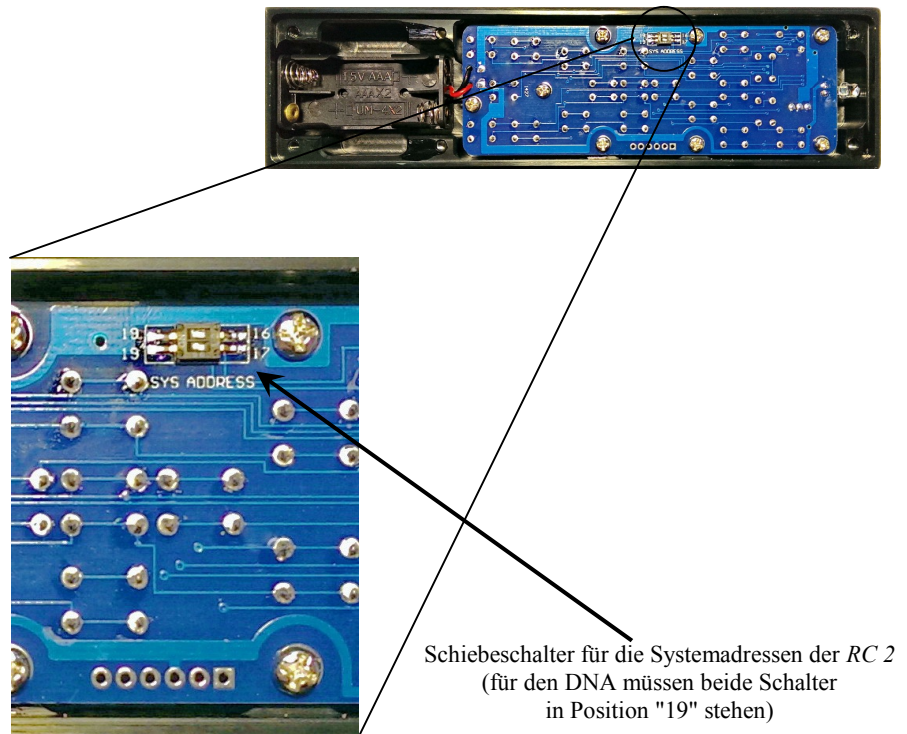 1.5V AAA
AAAX2
UM-4X2
SYS ADDRESS
18 16
19 17
SYS ADDRESS
Schiebeschalter für die Systemadressen der RC 2
(für den DNA müssen beide Schalter
in Position "19" stehen)